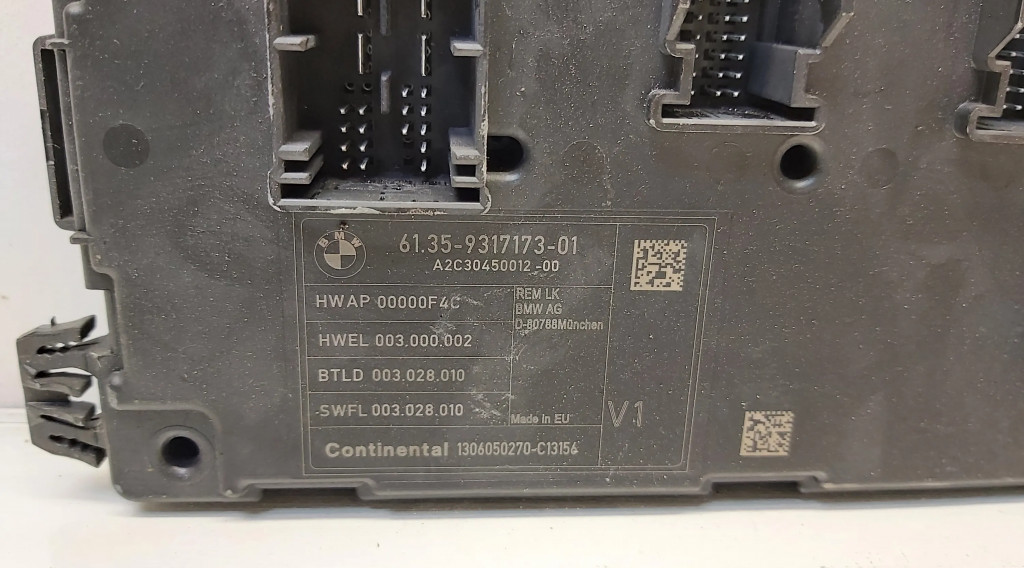 BMW
61.35-9317173-01
A2C30450012-00
HWAP 00000F4C
REM LK
BMW AG
D-80788München
HWEL 003.000.002
BTLD 003.028.010
SWFL 003.028.010
Made in EU
V1
Continental 1306050270-C13156